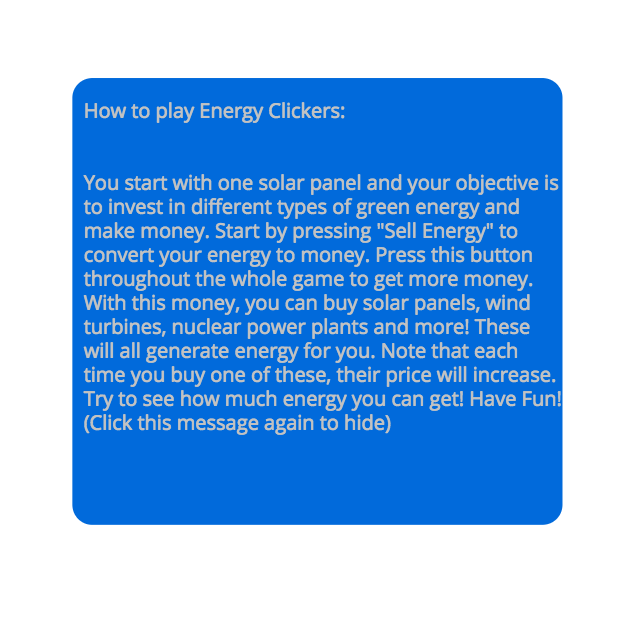 How to play Energy Clickers:
You start with one solar panel and your objective is
to invest in different types of green energy and
make money. Start by pressing "Sell Energy" to
convert your energy to money. Press this button
throughout the whole game to get more money.
With this money, you can buy solar panels, wind
turbines, nuclear power plants and more! These
will all generate energy for you. Note that each
time you buy one of these, their price will increase.
Try to see how much energy you can get! Have Fun!
(Click this message again to hide)